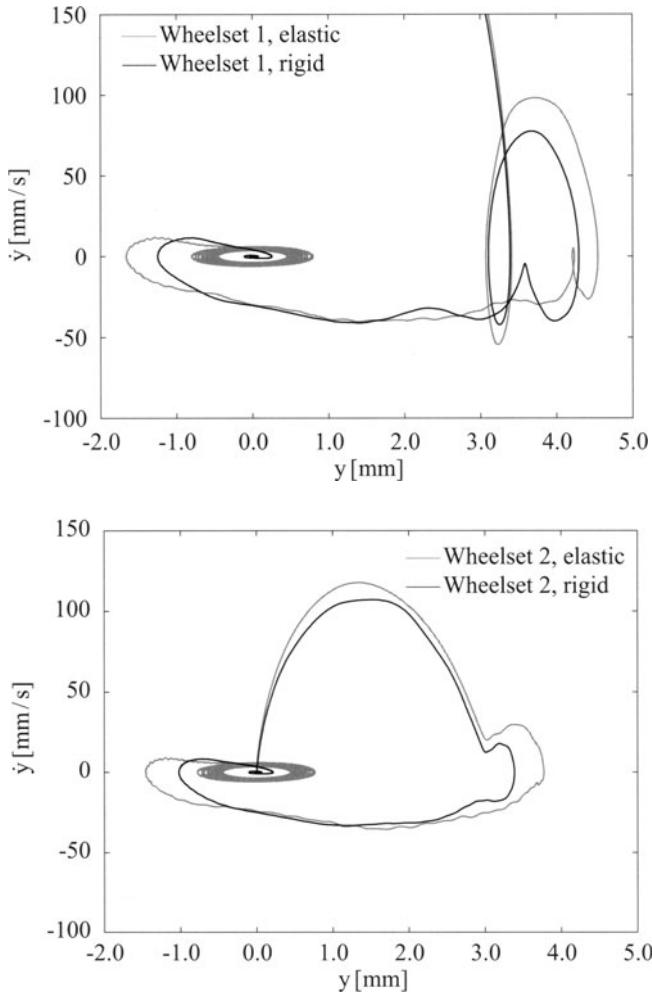 150
Wheelset 1, elastic
Wheelset 1, rigid
100
50
0
-50
-100
ẏ [mm/s]
-2.0 -1.0 0.0 1.0 2.0 3.0 4.0 5.0
y [mm]
150
Wheelset 2, elastic
Wheelset 2, rigid
100
50
0
-50
-100
ẏ [mm/s]
-2.0 -1.0 0.0 1.0 2.0 3.0 4.0 5.0
y [mm]